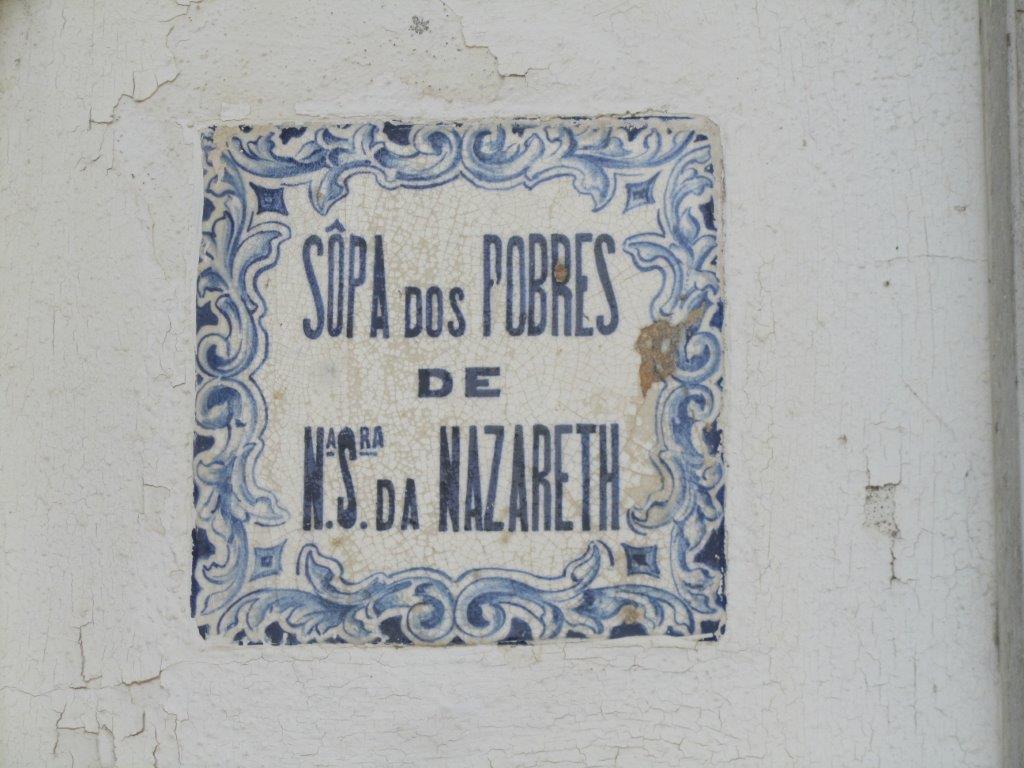 SÔPA DOS POBRES
DE
N.ª S.ʳᵃ DA NAZARETH